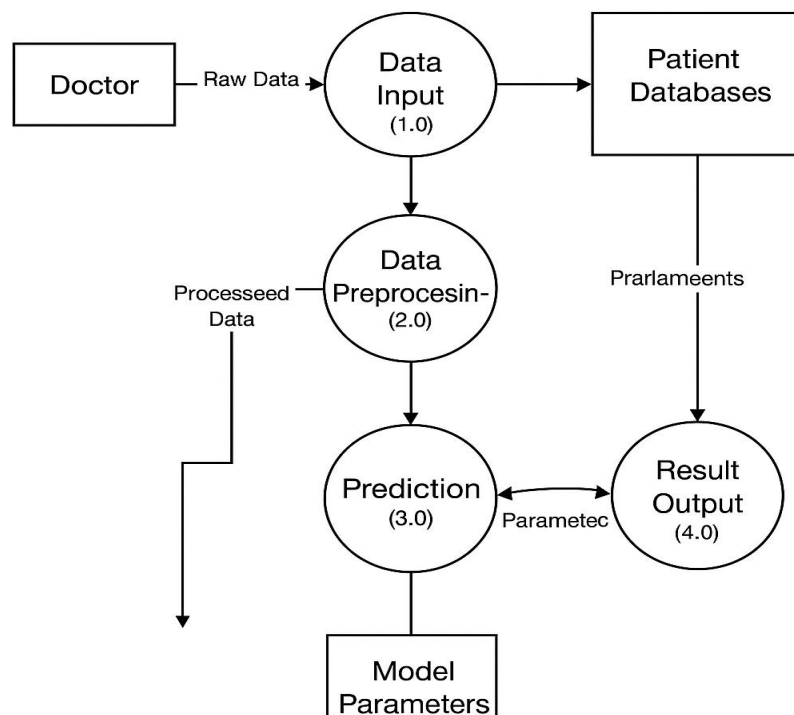 Doctor
Raw Data
Data
Input
(1.0)
Patient
Databases
Processeed
Data
Data
Preprocesin-
(2.0)
Prarlameents
Prediction
(3.0)
Parametec
Result
Output
(4.0)
Model
Parameters